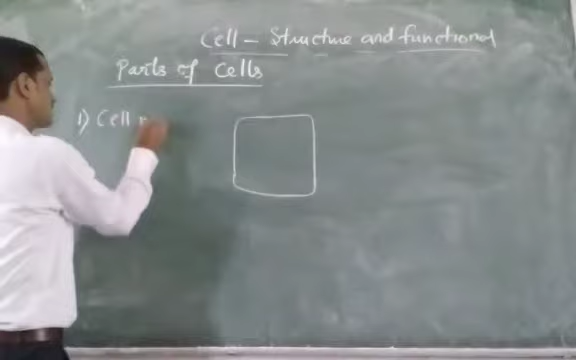 Cell - Structure and functional
Parts of Cells
1) Cell